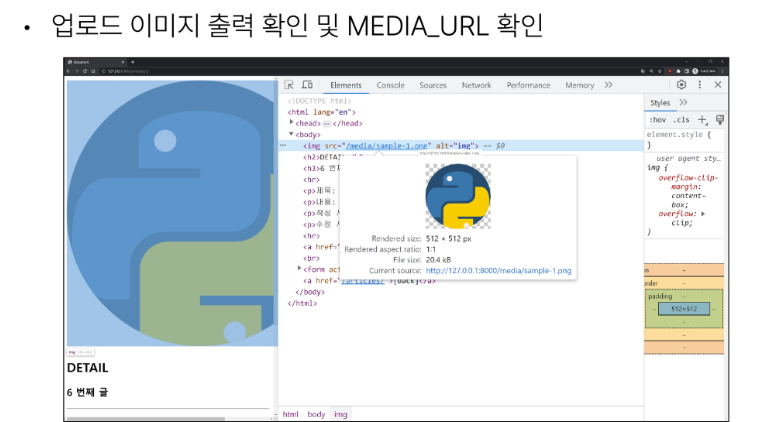 • 업로드 이미지 출력 확인 및 MEDIA_URL 확인
Document
Elements Console Sources Network Performance Memory
<!DOCTYPE html>
<html lang="en">
<head> </head>
<body>
<img src="/media/sample-1.png" alt="img"> == $0
<h2>DETAIL</h2>
<h3>6 번째
<hr>
<p>제목:
<p>내용:
<p>작성 시
<p>수정 시
<hr>
<a href="
<br>
<form act
<a href="/articles/">[back]</a>
</body>
</html>
Rendered size: 512 × 512 px
Rendered aspect ratio: 1:1
File size: 20.4 kB
Current source: http://127.0.0.1:8000/media/sample-1.png
Styles
:hov .cls
element.style {
}
user agent sty…
img {
overflow-clip-margin:
content-box;
overflow:
clip;
}
padding
512×512
DETAIL
6 번째 글
html body img